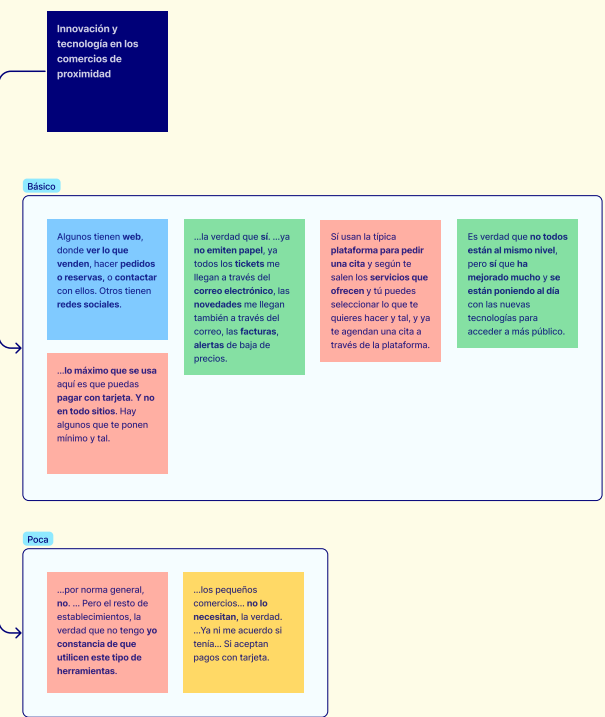 Innovación y
tecnología en los
comercios de
proximidad
Básico
Algunos tienen web,
donde ver lo que
venden, hacer pedidos
o reservas, o contactar
con ellos. Otros tienen
redes sociales.
...la verdad que sí. ...ya
no emiten papel, ya
todos los tickets me
llegan a través del
correo electrónico, las
novedades me llegan
también a través del
correo, las facturas,
alertas de baja de
precios.
Sí usan la típica
plataforma para pedir
una cita y según te
salen los servicios que
ofrecen y tú puedes
seleccionar lo que te
quieres hacer y tal, y ya
te agendan una cita a
través de la plataforma.
Es verdad que no todos
están al mismo nivel,
pero sí que ha
mejorado mucho y se
están poniendo al día
con las nuevas
tecnologías para
acceder a más público.
...lo máximo que se usa
aquí es que puedas
pagar con tarjeta. Y no
en todo sitios. Hay
algunos que te ponen
mínimo y tal.
Poca
...por norma general,
no. ... Pero el resto de
establecimientos, la
verdad que no tengo yo
constancia de que
utilicen este tipo de
herramientas.
...los pequeños
comercios... no lo
necesitan, la verdad.
...Ya ni me acuerdo si
tenía... Si aceptan
pagos con tarjeta.